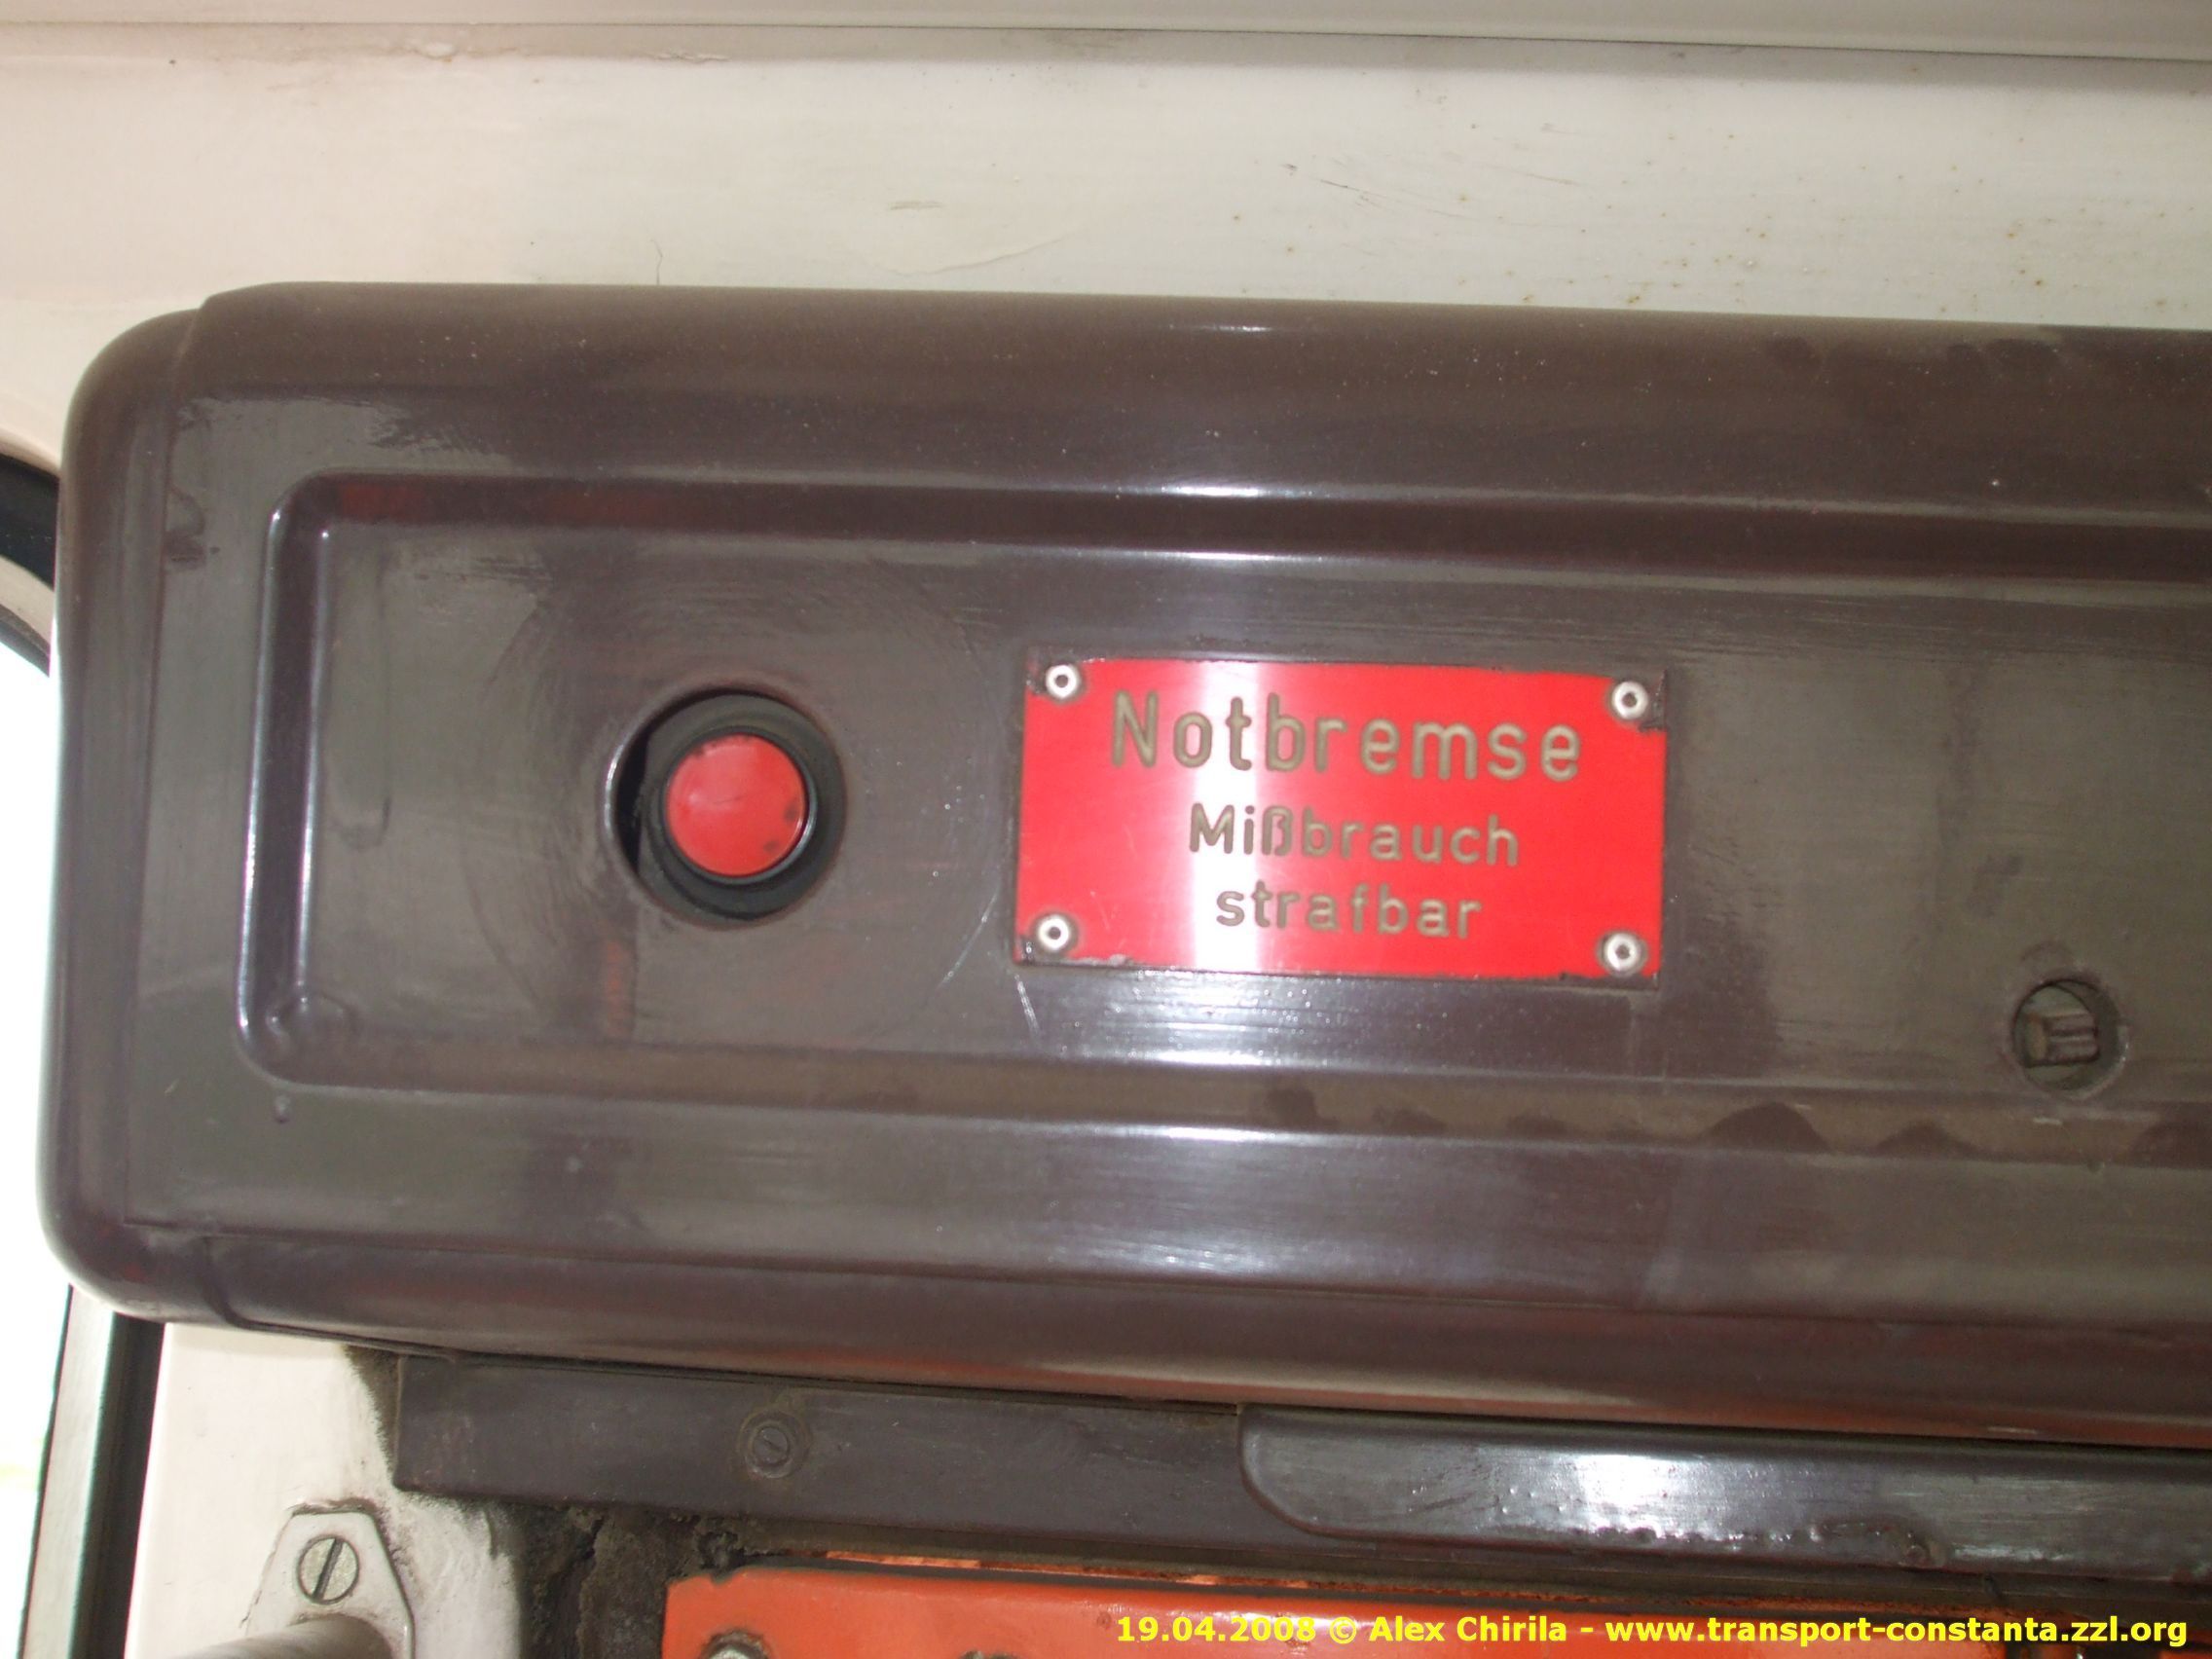 Notbremse
Mißbrauch
strafbar
19.04.2008 © Alex Chirila - www.transport-constanta.zzl.org